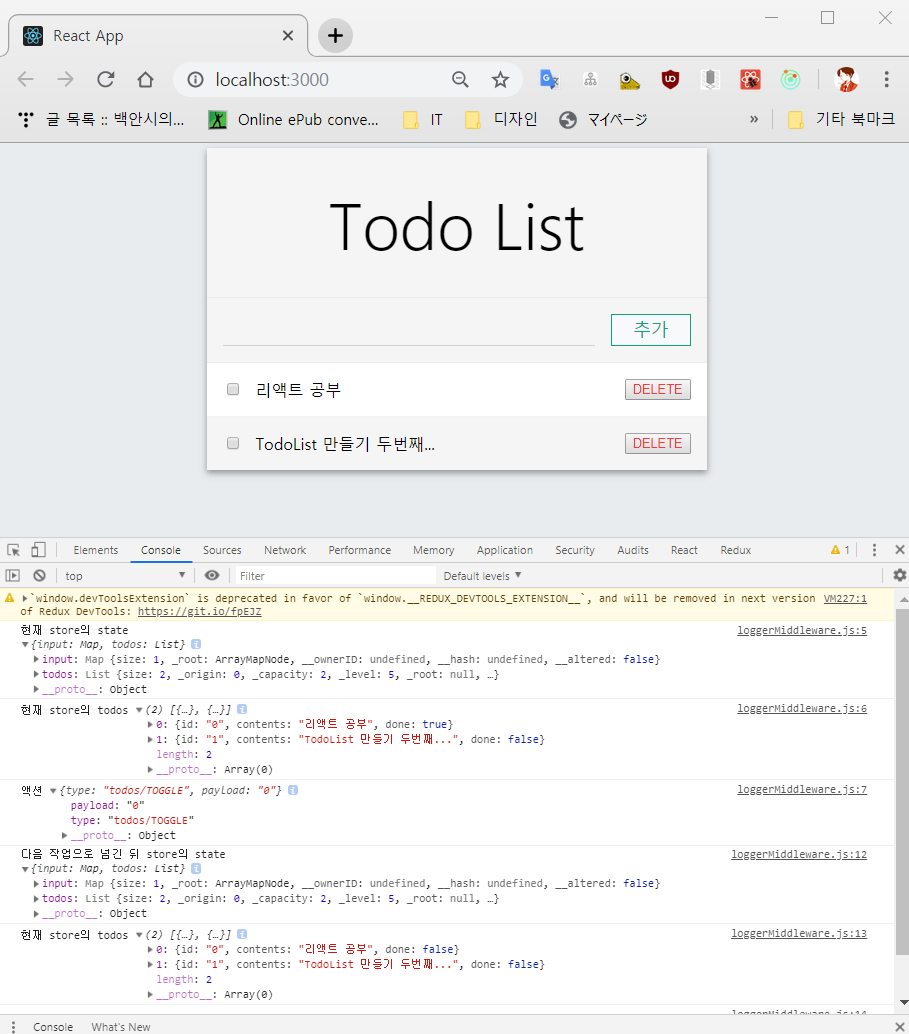 React App
localhost:3000
글 목록 :: 백안시의... Online ePub conve... IT 디자인 マイページ » 기타 북마크
Todo List
추가
리액트 공부 DELETE
TodoList 만들기 두번째... DELETE
Elements Console Sources Network Performance Memory Application Security Audits React Redux 1
top Filter Default levels
`window.devToolsExtension` is deprecated in favor of `window.__REDUX_DEVTOOLS_EXTENSION__`, and will be removed in next version VM227:1
of Redux DevTools: https://git.io/fpEJZ
현재 store의 state loggerMiddleware.js:5
{input: Map, todos: List}
input: Map {size: 1, _root: ArrayMapNode, __ownerID: undefined, __hash: undefined, __altered: false}
todos: List {size: 2, _origin: 0, _capacity: 2, _level: 5, _root: null, …}
__proto__: Object
현재 store의 todos (2) [{…}, {…}] loggerMiddleware.js:6
0: {id: "0", contents: "리액트 공부", done: true}
1: {id: "1", contents: "TodoList 만들기 두번째...", done: false}
length: 2
__proto__: Array(0)
액션 {type: "todos/TOGGLE", payload: "0"} loggerMiddleware.js:7
payload: "0"
type: "todos/TOGGLE"
__proto__: Object
다음 작업으로 넘긴 뒤 store의 state loggerMiddleware.js:12
{input: Map, todos: List}
input: Map {size: 1, _root: ArrayMapNode, __ownerID: undefined, __hash: undefined, __altered: false}
todos: List {size: 2, _origin: 0, _capacity: 2, _level: 5, _root: null, …}
__proto__: Object
현재 store의 todos (2) [{…}, {…}] loggerMiddleware.js:13
0: {id: "0", contents: "리액트 공부", done: false}
1: {id: "1", contents: "TodoList 만들기 두번째...", done: false}
length: 2
__proto__: Array(0)
loggerMiddleware.js:14
Console What's New